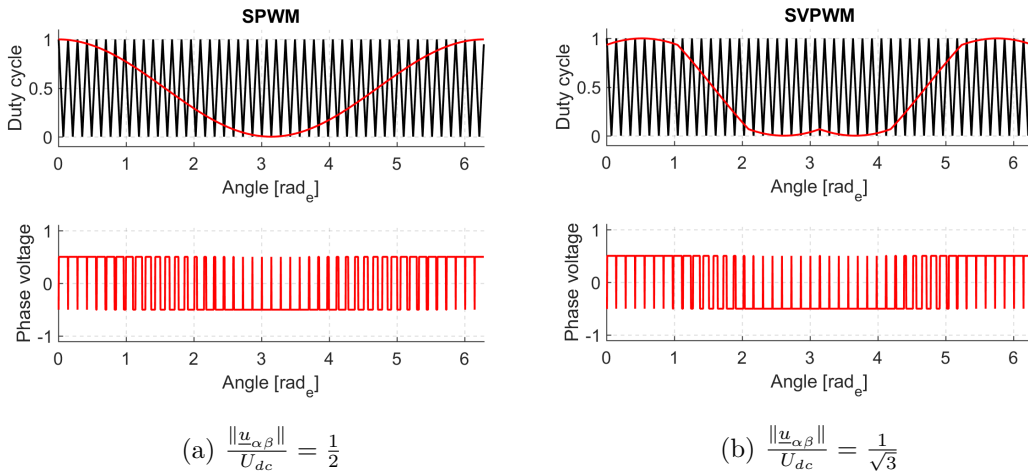 SPWM
Duty cycle
1
0.5
0
0 1 2 3 4 5 6
Angle [rad_e]
Phase voltage
1
0
-1
0 1 2 3 4 5 6
Angle [rad_e]
(a) ‖u_αβ‖ / U_dc = 1/2
SVPWM
Duty cycle
1
0.5
0
0 1 2 3 4 5 6
Angle [rad_e]
Phase voltage
1
0
-1
0 1 2 3 4 5 6
Angle [rad_e]
(b) ‖u_αβ‖ / U_dc = 1/√3